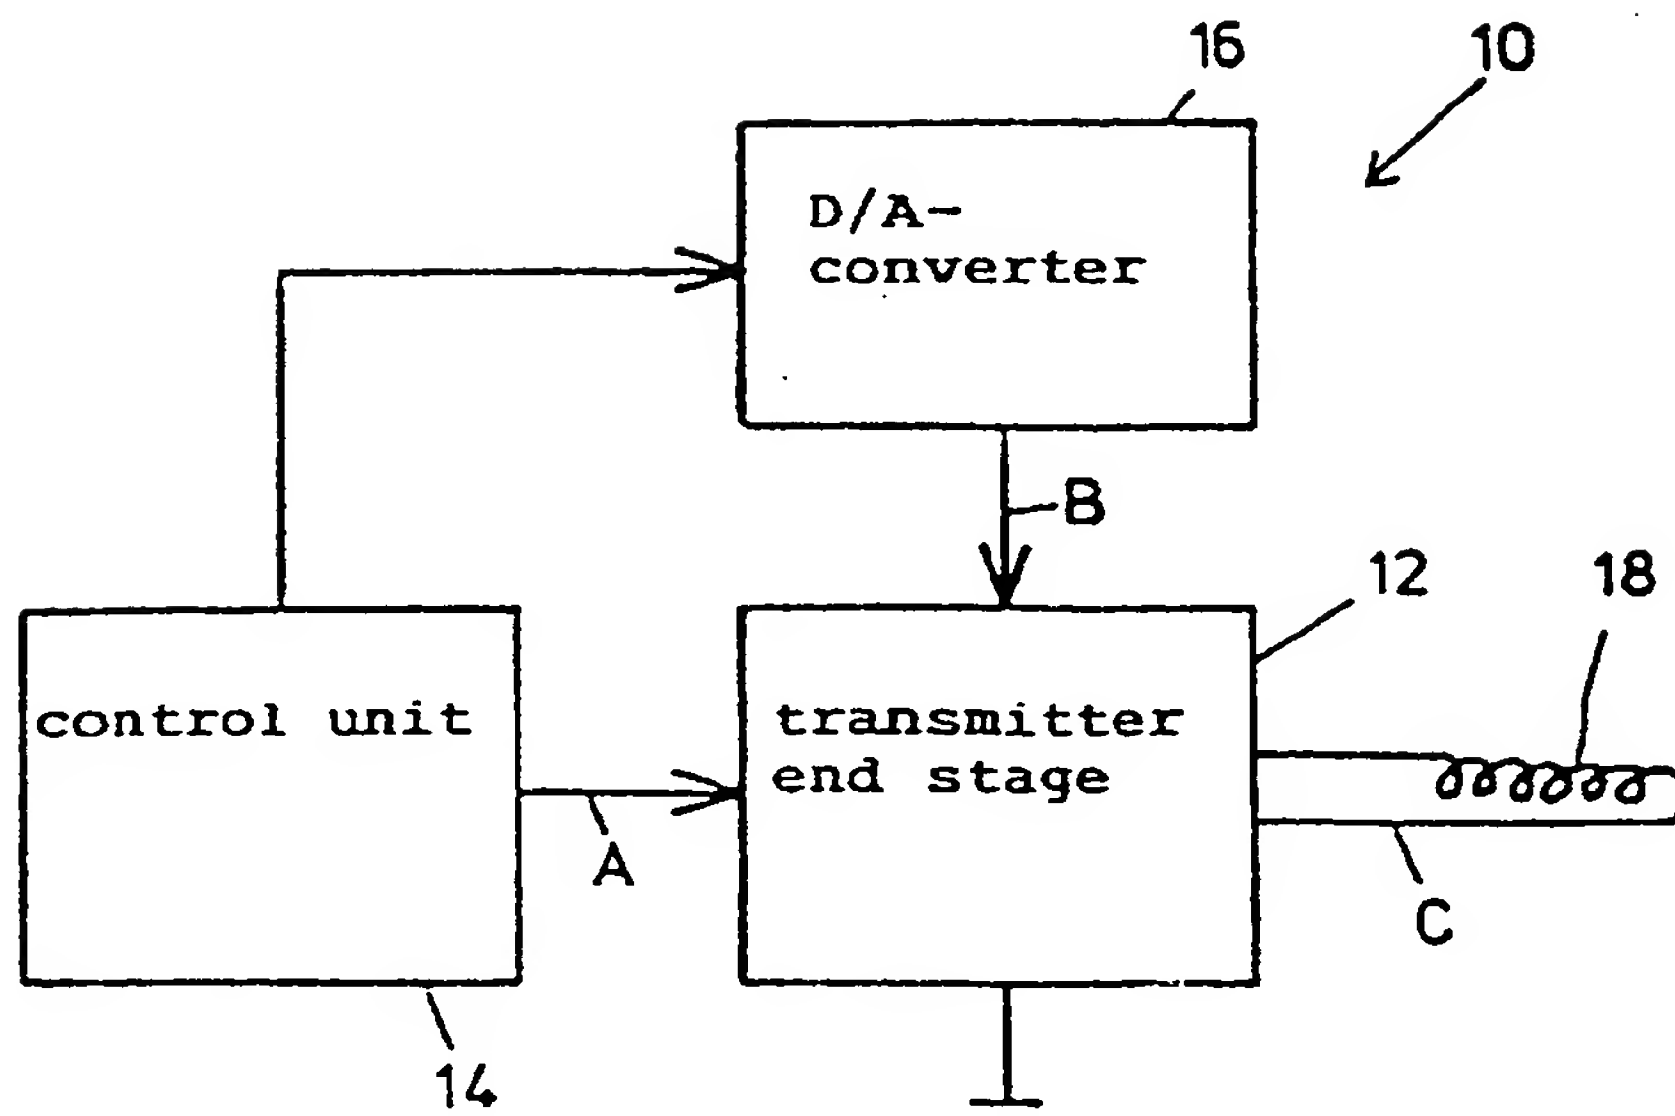 16
10
D/A-
converter
B
12
18
control unit
transmitter
end stage
A
C
14